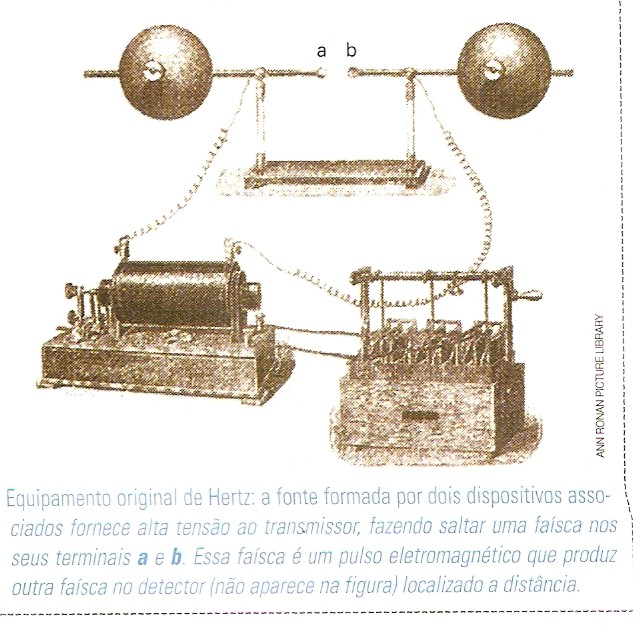 a b
ANN RONAN PICTURE LIBRARY
Equipamento original de Hertz: a fonte formada por dois dispositivos asso-
ciados fornece alta tensão ao transmissor, fazendo saltar uma faísca nos
seus terminais a e b. Essa faísca é um pulso eletromagnético que produz
outra faísca no detector (não aparece na figura) localizado a distância.